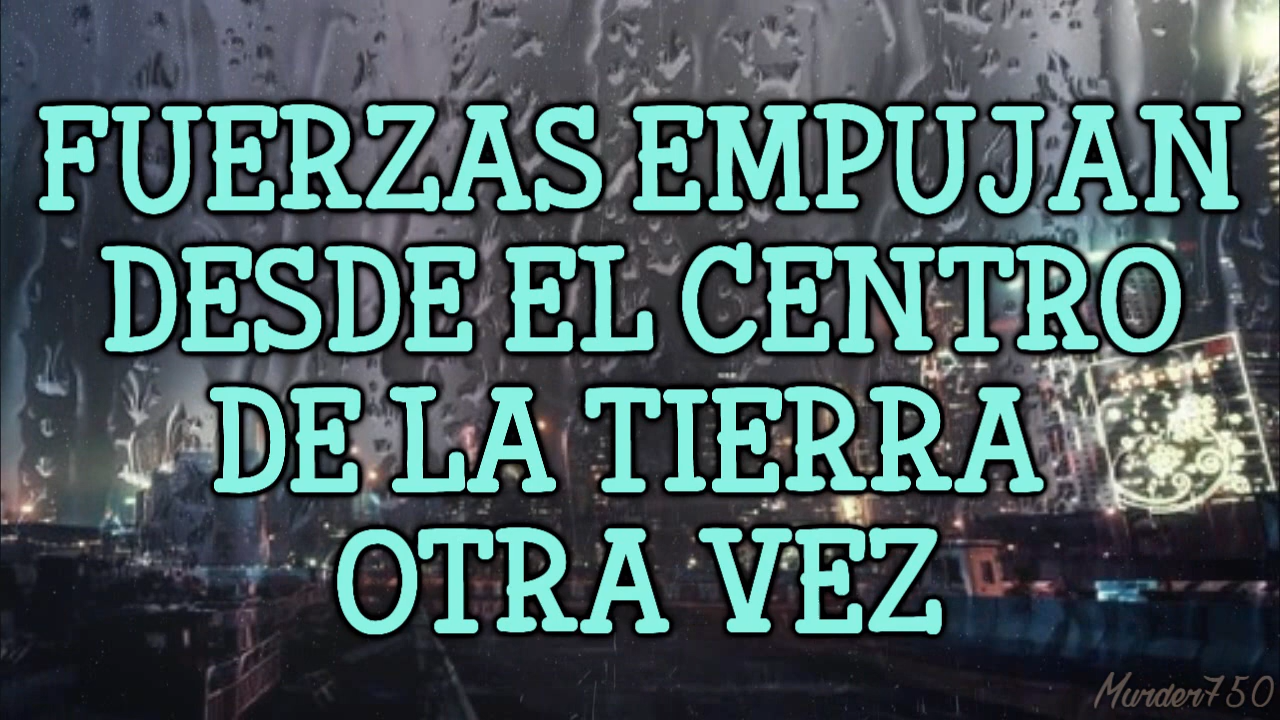 FUERZAS EMPUJAN
DESDE EL CENTRO
DE LA TIERRA
OTRA VEZ
Murder750